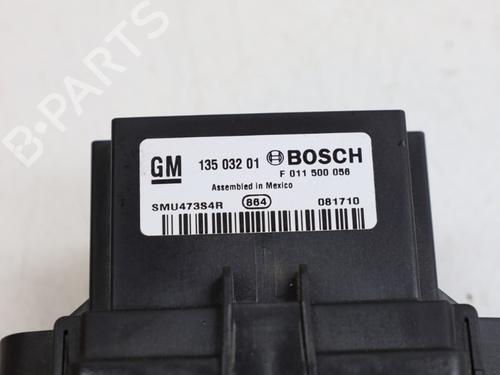 B-PARTS
GM 135 032 01 BOSCH
F 011 500 056
Assembled in Mexico
SMU473S4R 864 081710